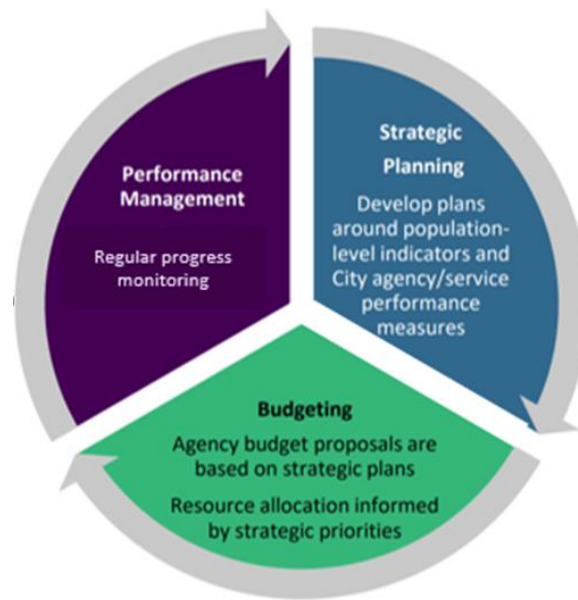 Performance
Management
Regular progress
monitoring
Strategic
Planning
Develop plans
around population-
level indicators and
City agency/service
performance
measures
Budgeting
Agency budget proposals are
based on strategic plans
Resource allocation informed
by strategic priorities